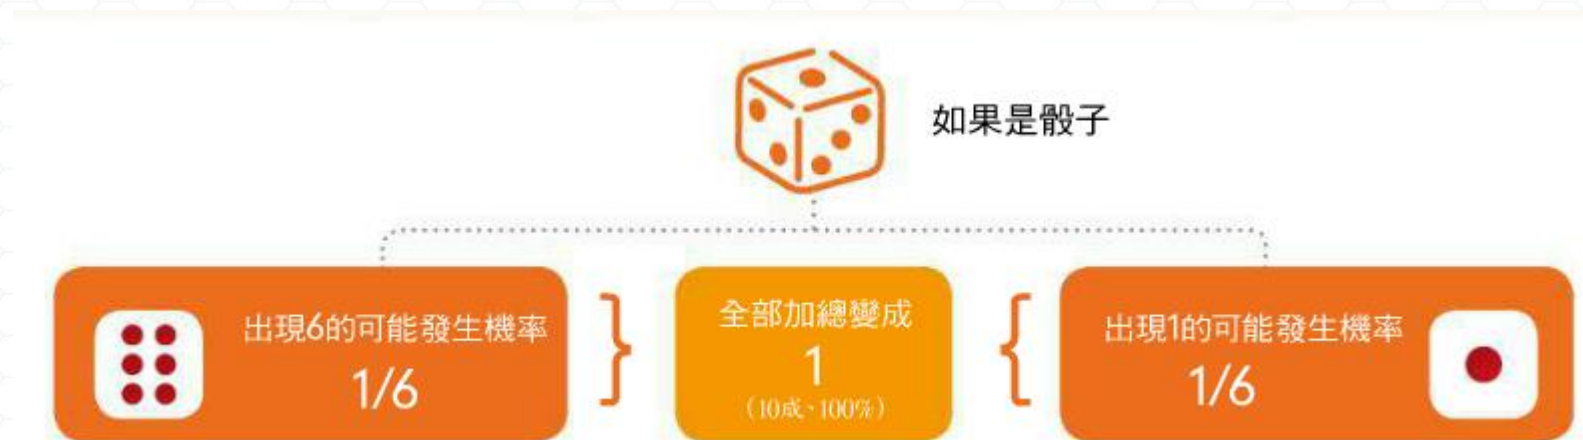 如果是骰子
出現6的可能發生機率
1/6
全部加總變成
1
(10成、100%)
出現1的可能發生機率
1/6